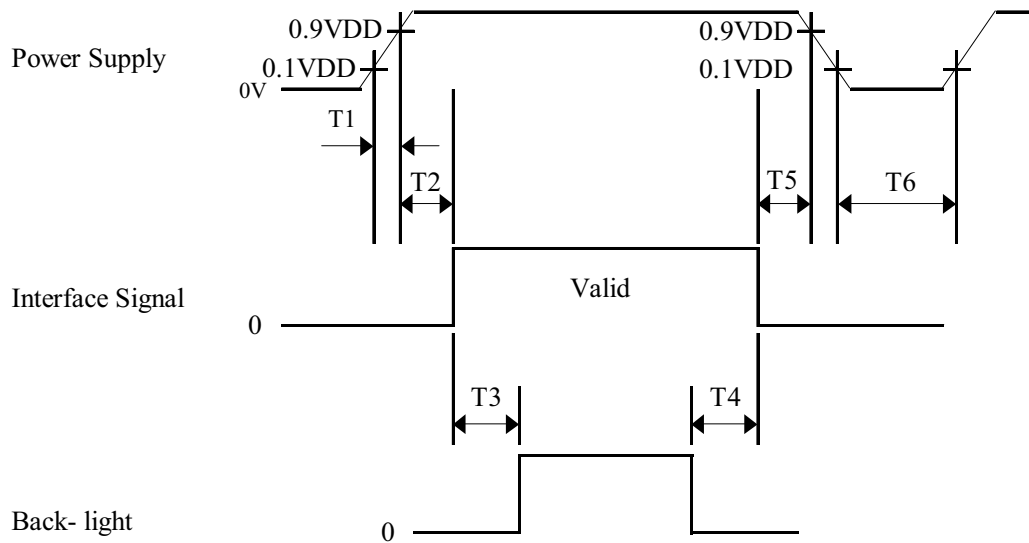 0.9VDD
0.9VDD
Power Supply
0.1VDD
0.1VDD
0V
T1
T2
T5
T6
Valid
Interface Signal
0
T3
T4
Back- light
0